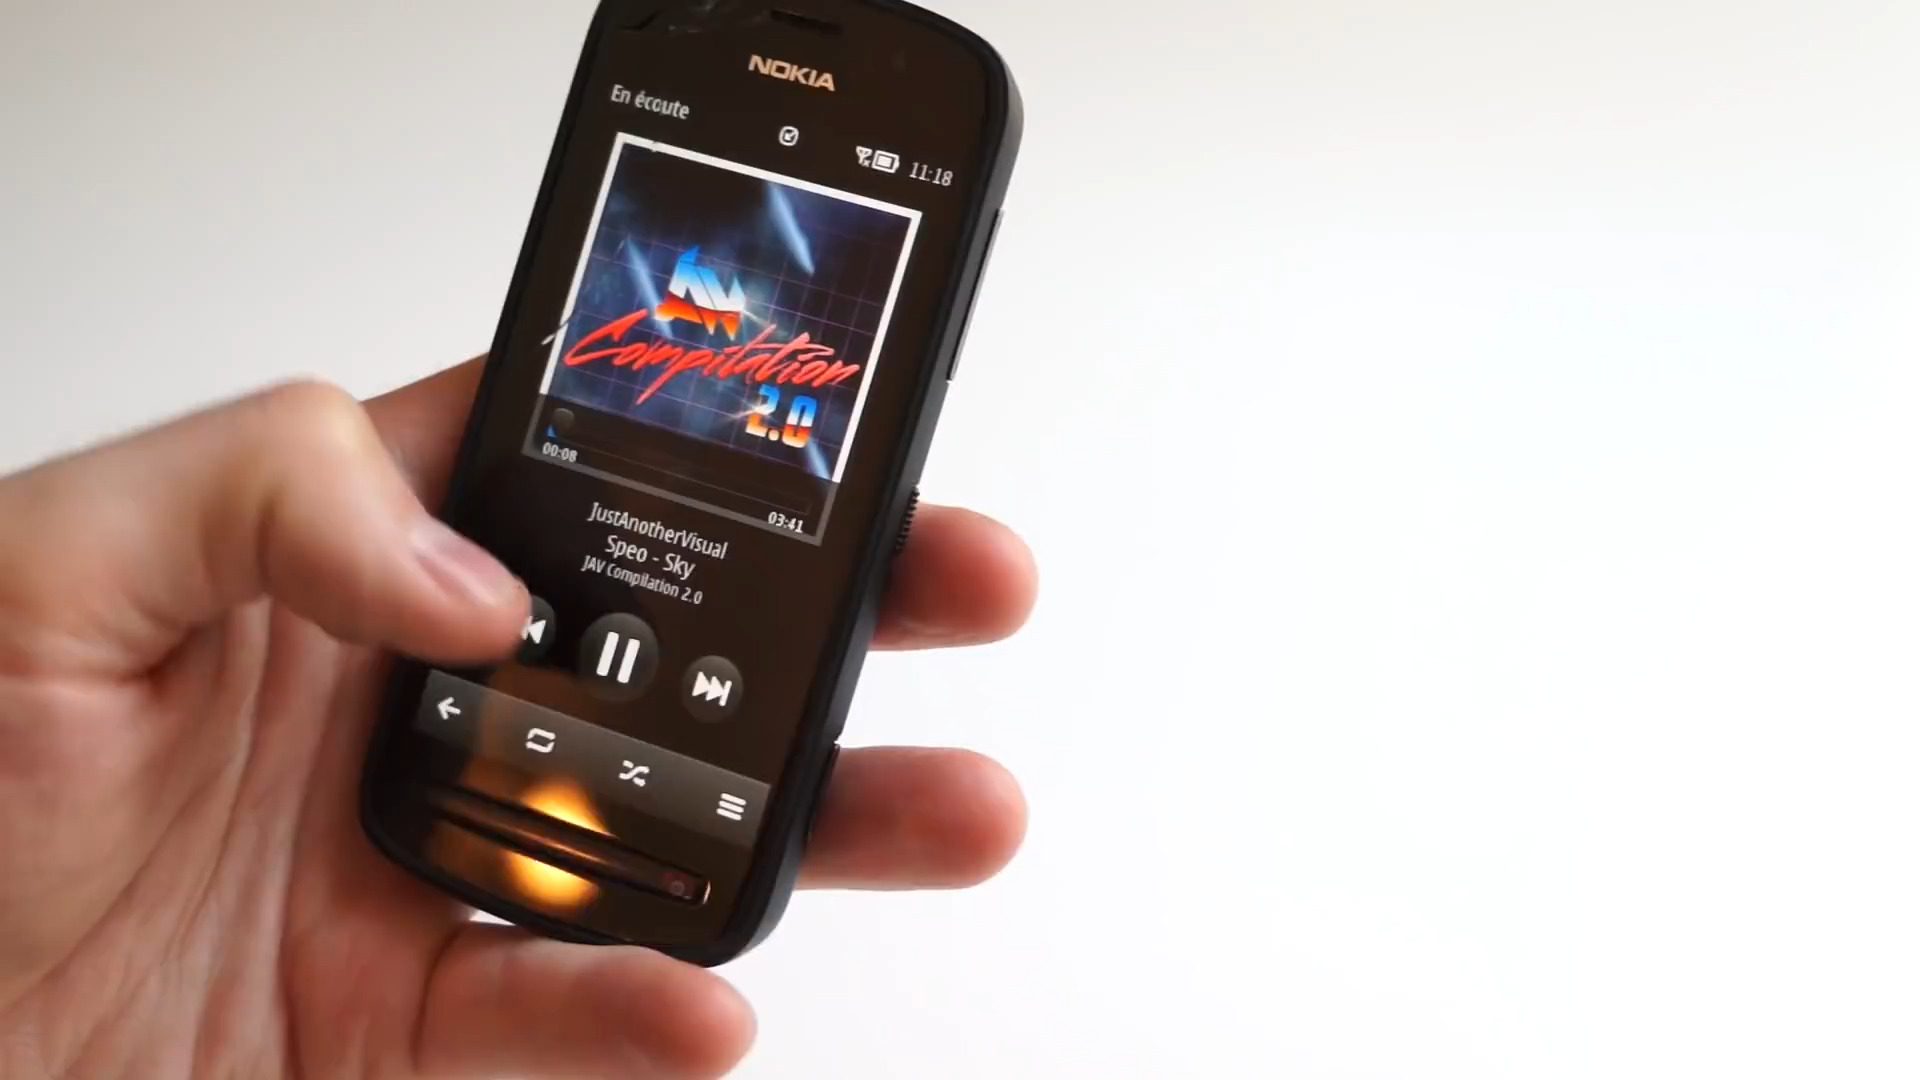 NOKIA
En écoute
11:18
JAV
Compilation
2.0
00:08
03:41
JustAnotherVisual
Speo - Sky
JAV Compilation 2.0